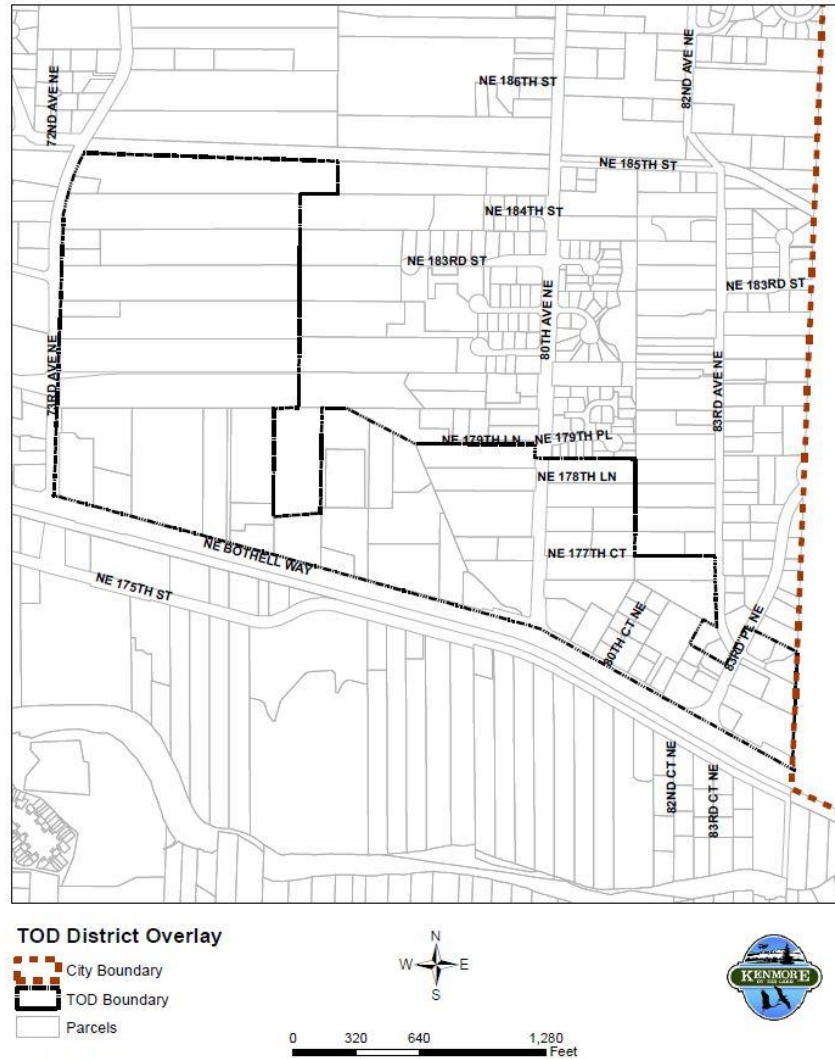 72ND AVE NE
82ND AVE NE
NE 186TH ST
NE 185TH ST
NE 184TH ST
NE 183RD ST
NE 183RD ST
80TH AVE NE
73RD AVE NE
83RD AVE NE
NE 179TH LN
NE 179TH PL
NE 178TH LN
NE BOTHELL WAY
NE 177TH CT
NE 175TH ST
80TH CT NE
83RD PL NE
82ND CT NE
83RD CT NE
TOD District Overlay
City Boundary
TOD Boundary
Parcels
N
W E
S
0 320 640 1,280
Feet
KENMORE
BY THE LAKE